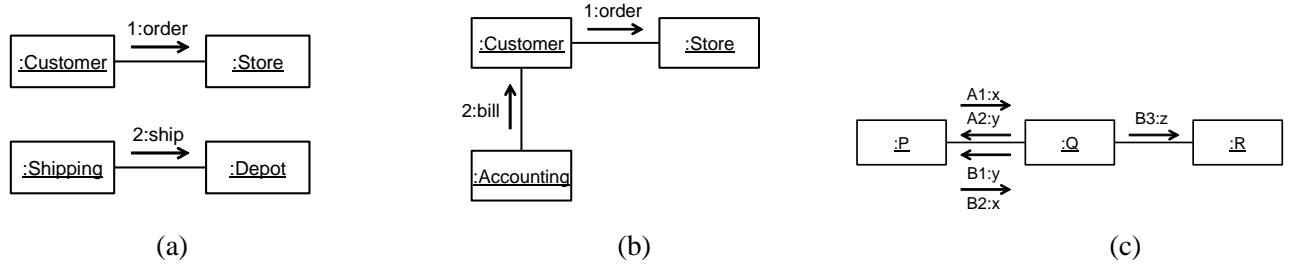 1:order
:Customer
:Store
2:ship
:Shipping
:Depot
(a)
1:order
:Customer
:Store
2:bill
:Accounting
(b)
A1:x
A2:y
B3:z
:P
:Q
:R
B1:y
B2:x
(c)